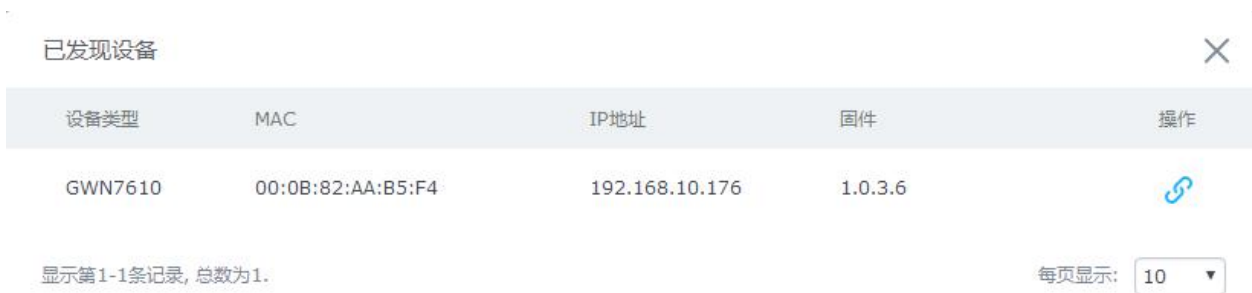 已发现设备
设备类型 MAC IP地址 固件 操作
GWN7610 00:0B:82:AA:B5:F4 192.168.10.176 1.0.3.6
显示第1-1条记录, 总数为1. 每页显示: 10